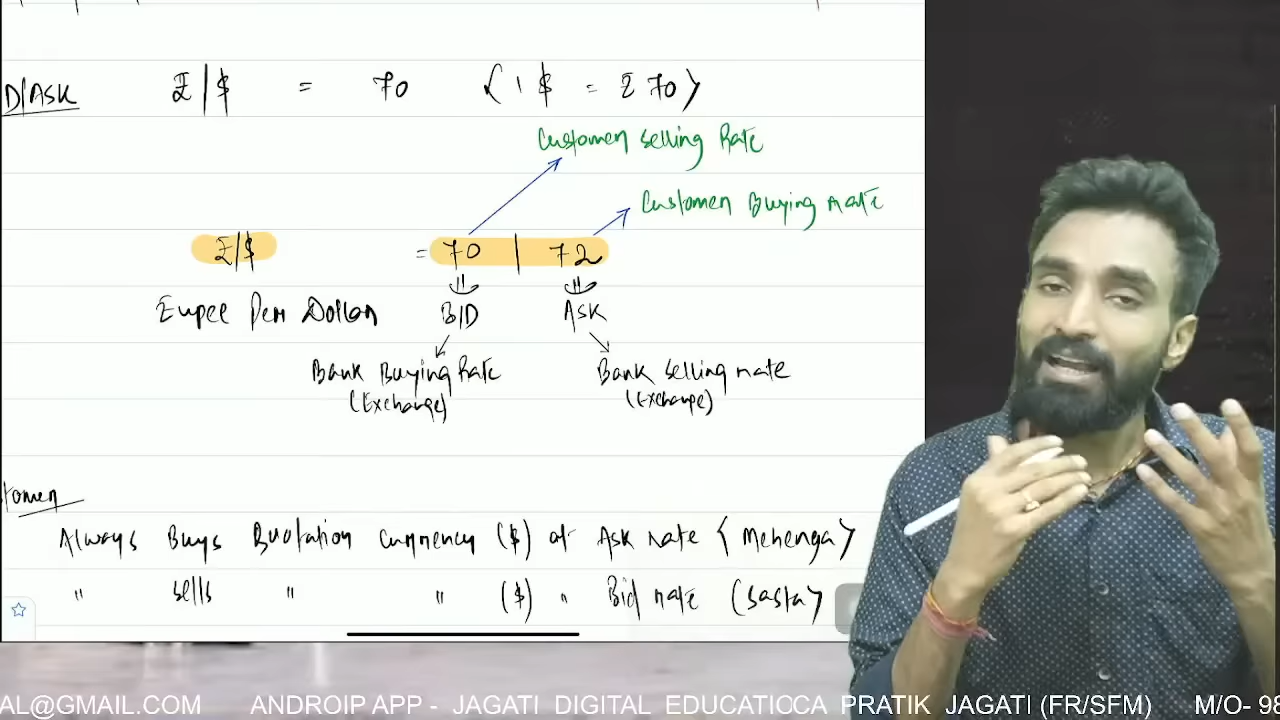 D/ASK ₹|$ = 70 {1 $ = ₹ 70}
Customer Selling Rate
Customer Buying rate
₹|$ = 70 | 72
Rupee Per Dollar BID ASK
Bank Buying Rate Bank Selling rate
(Exchange) (Exchange)
tomer
Always Buys Quotation Currency ($) at Ask rate {Mehenga}
" sells " " ($) " Bid rate (Sasta)
AL@GMAIL.COM ANDROIP APP - JAGATI DIGITAL EDUCATIOCCA PRATIK JAGATI (FR/SFM) M/O- 98